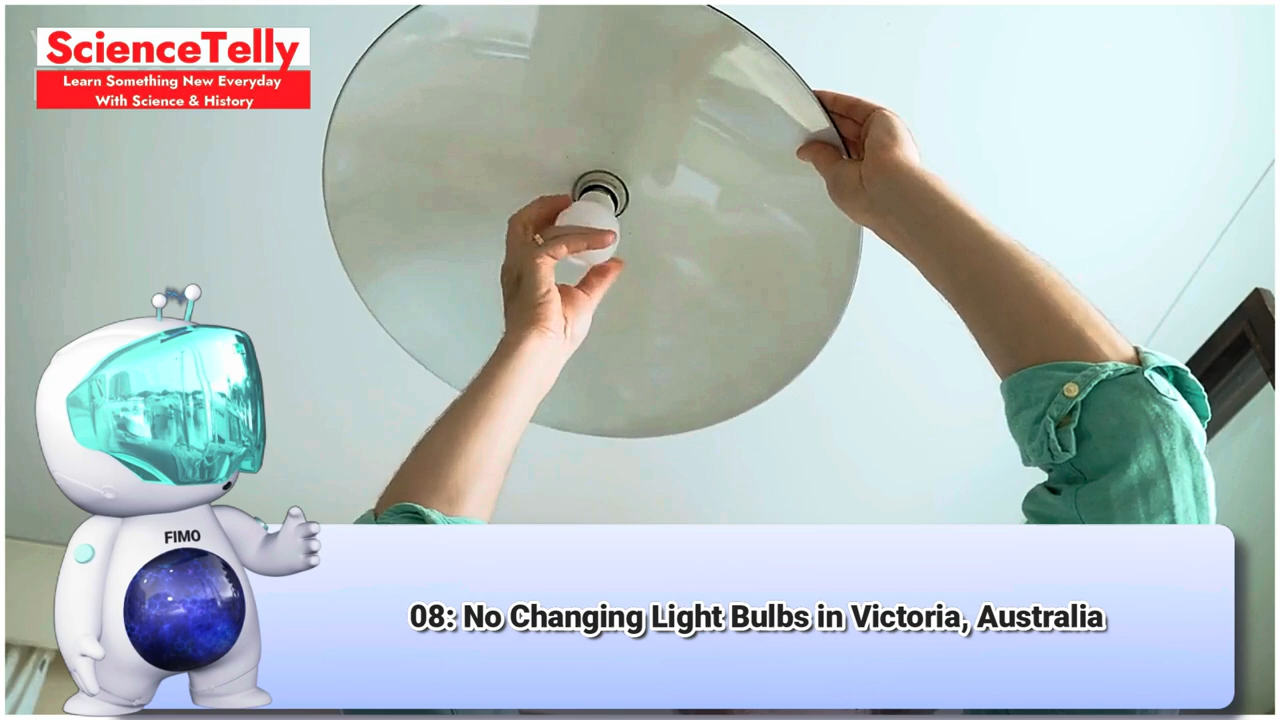 ScienceTelly
Learn Something New Everyday
With Science & History
FIMO
08: No Changing Light Bulbs in Victoria, Australia